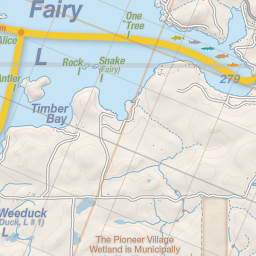 Fairy
One
Tree
m
Alice
L
Rock
Snake
(Fairy)
Antler
279
Timber
Bay
Weeduck
(Duck, L # 1)
L
The Pioneer Village
Wetland is Municipally